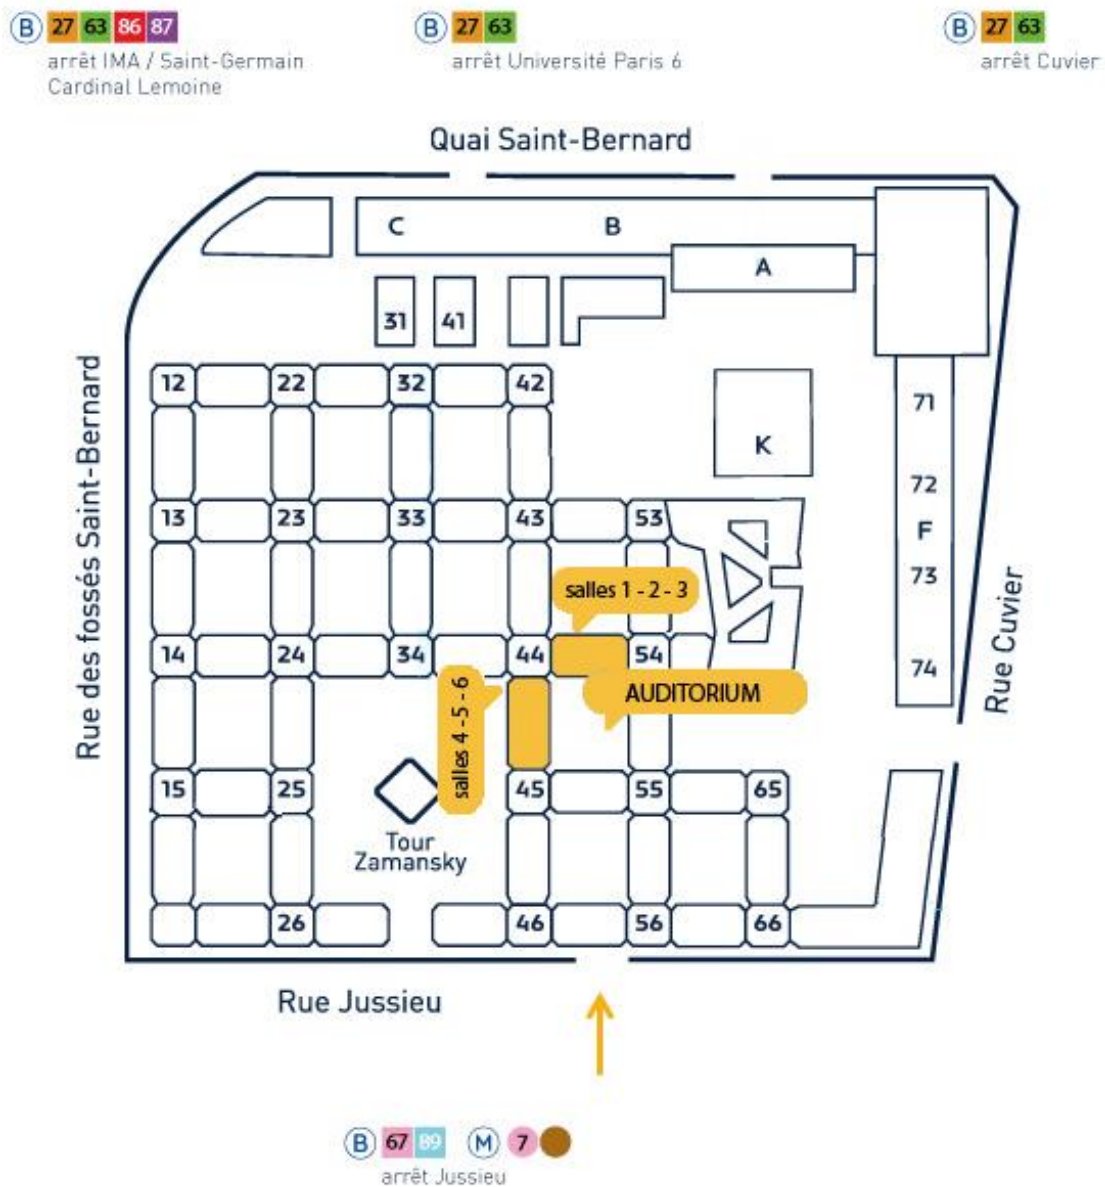 B 27 63 86 87
arrêt IMA / Saint-Germain
Cardinal Lemoine
B 27 63
arrêt Université Paris 6
B 27 63
arrêt Cuvier
Quai Saint-Bernard
C B
A
31 41
12 22 32 42
71
K
72
13 23 33 43 53
F
73
salles 1 - 2 - 3
14 24 34 44 54
74
AUDITORIUM
salles 4 - 5 - 6
15 25 45 55 65
Tour
Zamansky
26 46 56 66
Rue des fossés Saint-Bernard
Rue Cuvier
Rue Jussieu
B 67 89 M 7
arrêt Jussieu